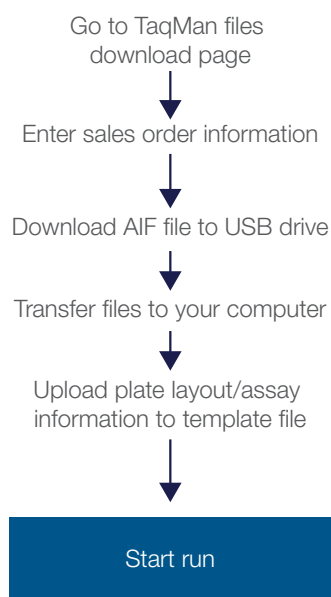 Go to TaqMan files
download page
Enter sales order information
Download AIF file to USB drive
Transfer files to your computer
Upload plate layout/assay
information to template file
Start run